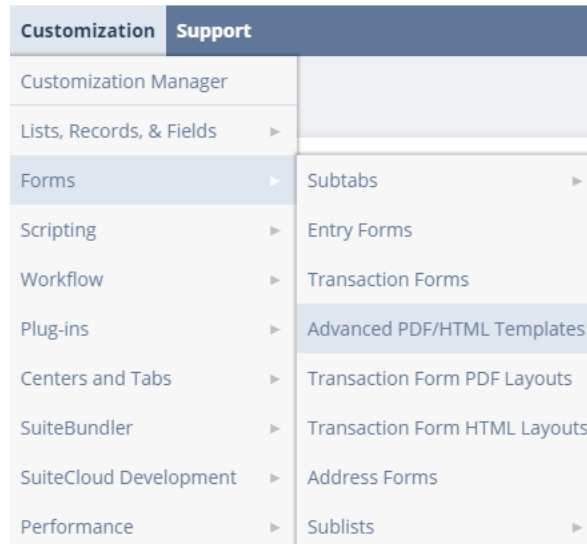 Customization Support
Customization Manager
Lists, Records, & Fields
Forms
Scripting
Workflow
Plug-ins
Centers and Tabs
SuiteBundler
SuiteCloud Development
Performance
Subtabs
Entry Forms
Transaction Forms
Advanced PDF/HTML Templates
Transaction Form PDF Layouts
Transaction Form HTML Layouts
Address Forms
Sublists